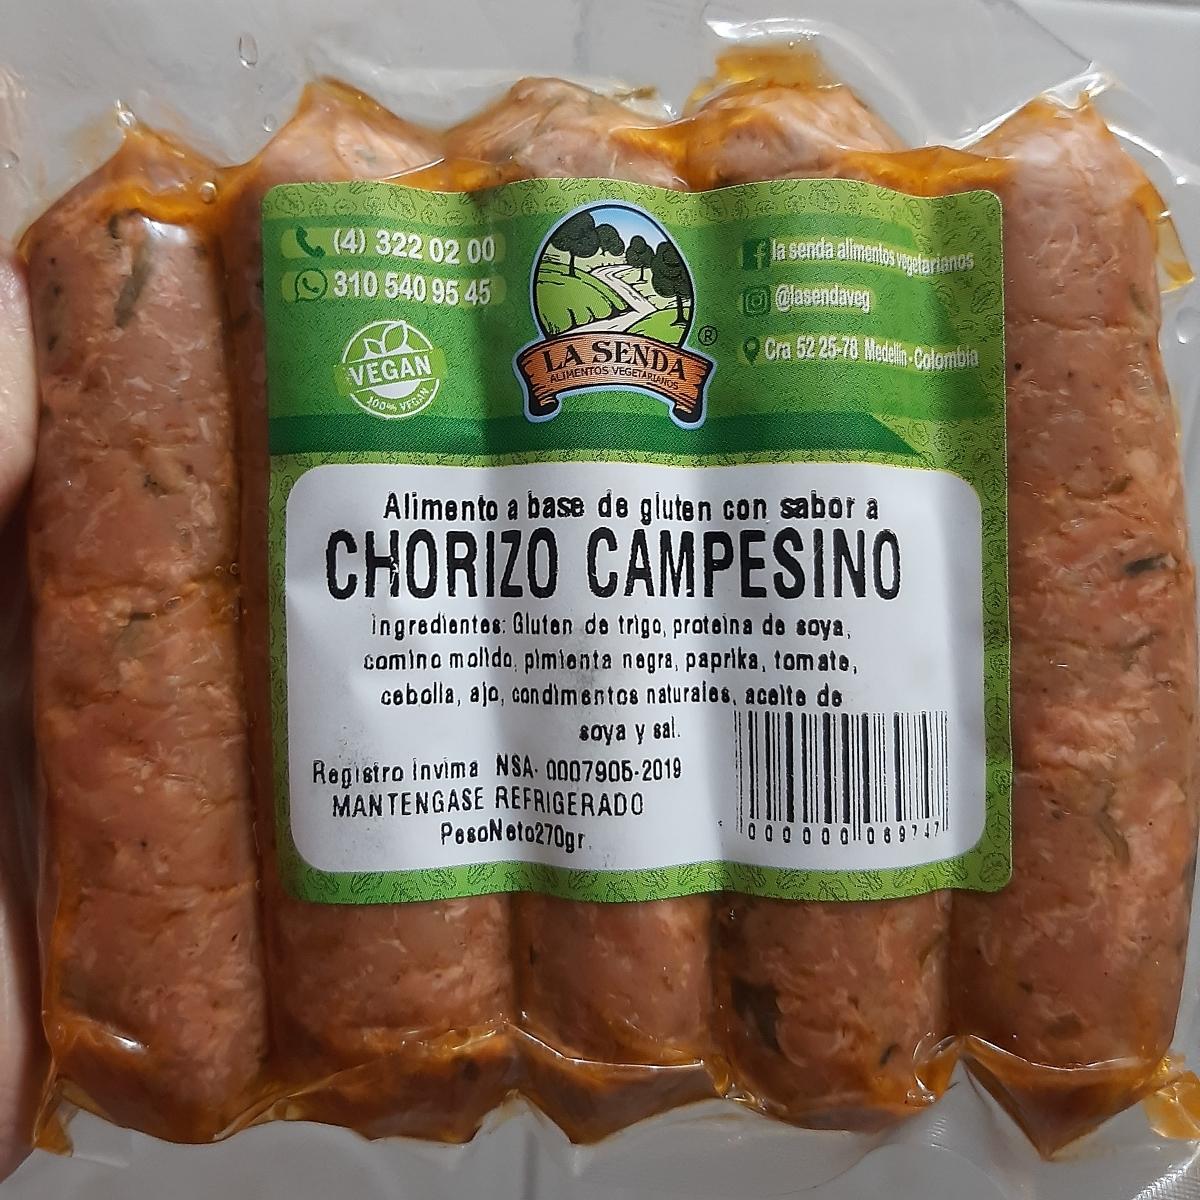 (4) 322 02 00
310 540 95 45
VEGAN
100% VEGAN
LA SENDA
ALIMENTOS VEGETARIANOS
®
la senda alimentos vegetarianos
@lasendaveg
Cra 52 25-78 Medellín - Colombia
Alimento a base de gluten con sabor a
CHORIZO CAMPESINO
Ingredientes: Gluten de trigo, proteina de soya,
comino molido, pimienta negra, paprika, tomate,
cebolla, ajo, condimentos naturales, aceite de
soya y sal.
Registro Invima NSA- 0007905-2019
MANTENGASE REFRIGERADO
PesoNeto270gr.
000000069747